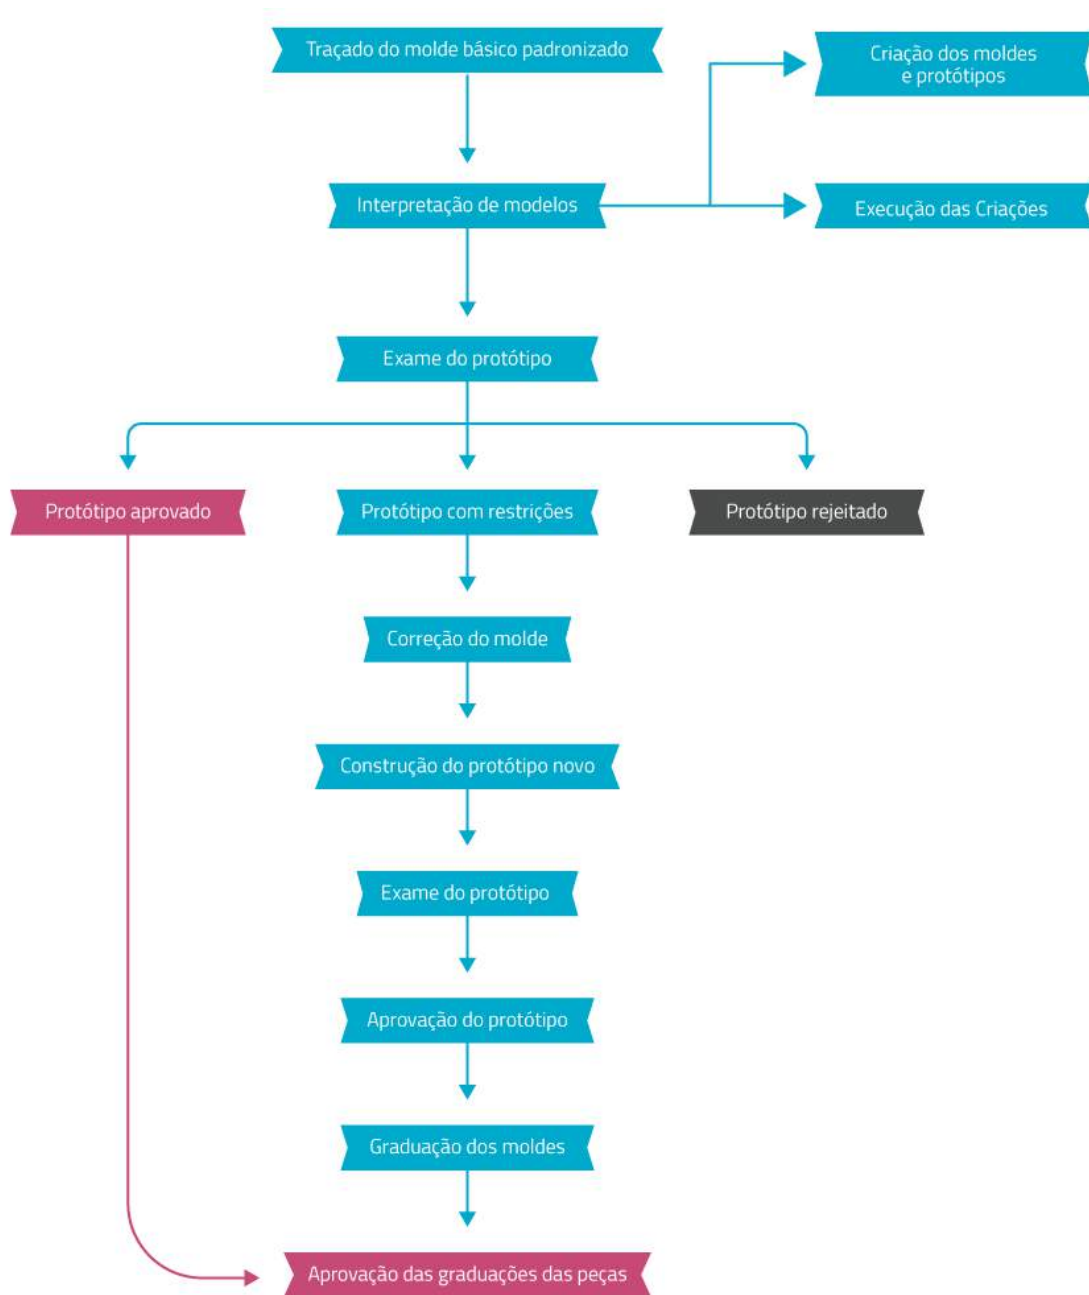 Traçado do molde básico padronizado
Criação dos moldes
e protótipos
Interpretação de modelos
Execução das Criações
Exame do protótipo
Protótipo aprovado
Protótipo com restrições
Protótipo rejeitado
Correção do molde
Construção do protótipo novo
Exame do protótipo
Aprovação do protótipo
Graduação dos moldes
Aprovação das graduações das peças